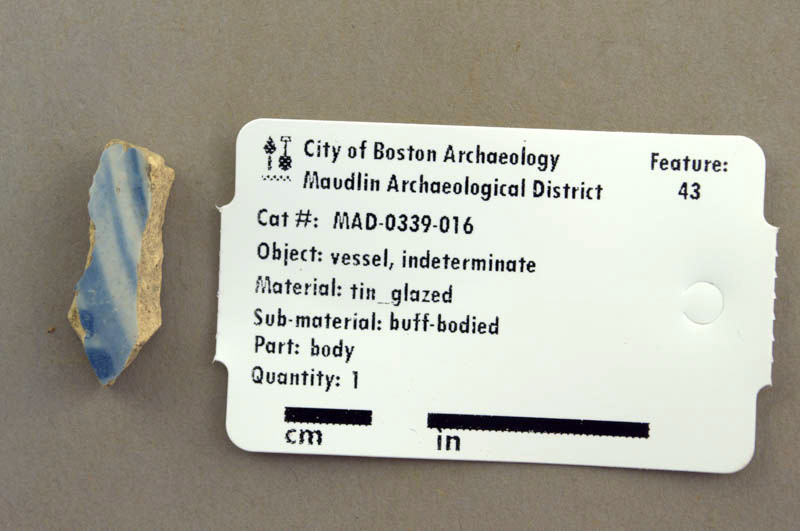 City of Boston Archaeology
Maudlin Archaeological District
Feature:
43
Cat #: MAD-0339-016
Object: vessel, indeterminate
Material: tin_glazed
Sub-material: buff-bodied
Part: body
Quantity: 1
cm
in